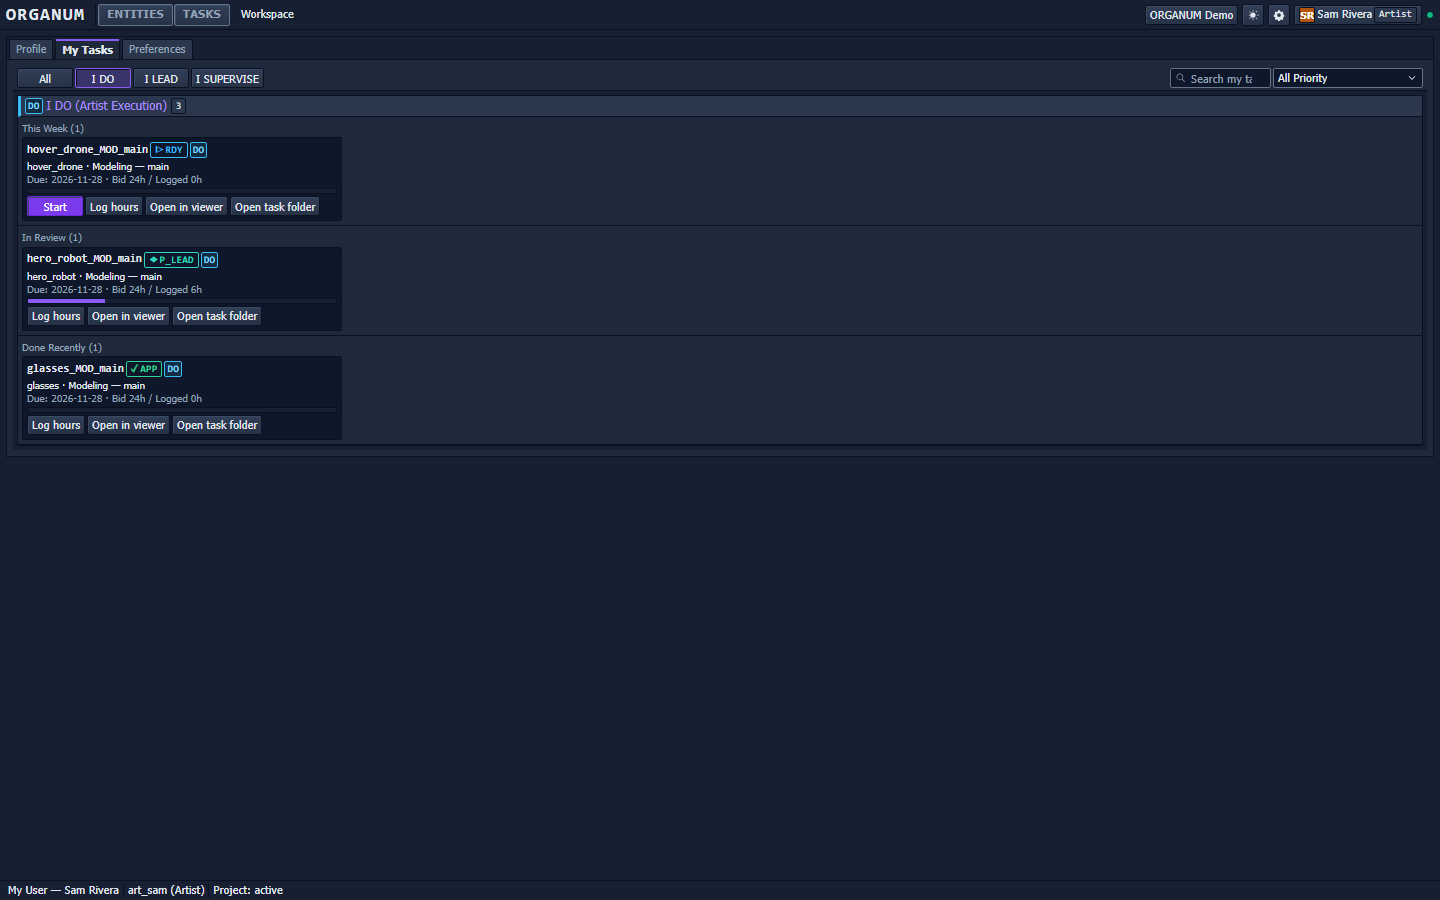 ORGANUM ENTITIES TASKS Workspace ORGANUM Demo SR Sam Rivera Artist
Profile My Tasks Preferences
All I DO I LEAD I SUPERVISE Search my ta All Priority
DO I DO (Artist Execution) 3
This Week (1)
hover_drone_MOD_main RDY DO
hover_drone · Modeling — main
Due: 2026-11-28 · Bid 24h / Logged 0h
Start Log hours Open in viewer Open task folder
In Review (1)
hero_robot_MOD_main P_LEAD DO
hero_robot · Modeling — main
Due: 2026-11-28 · Bid 24h / Logged 6h
Log hours Open in viewer Open task folder
Done Recently (1)
glasses_MOD_main APP DO
glasses · Modeling — main
Due: 2026-11-28 · Bid 24h / Logged 0h
Log hours Open in viewer Open task folder
My User — Sam Rivera art_sam (Artist) Project: active